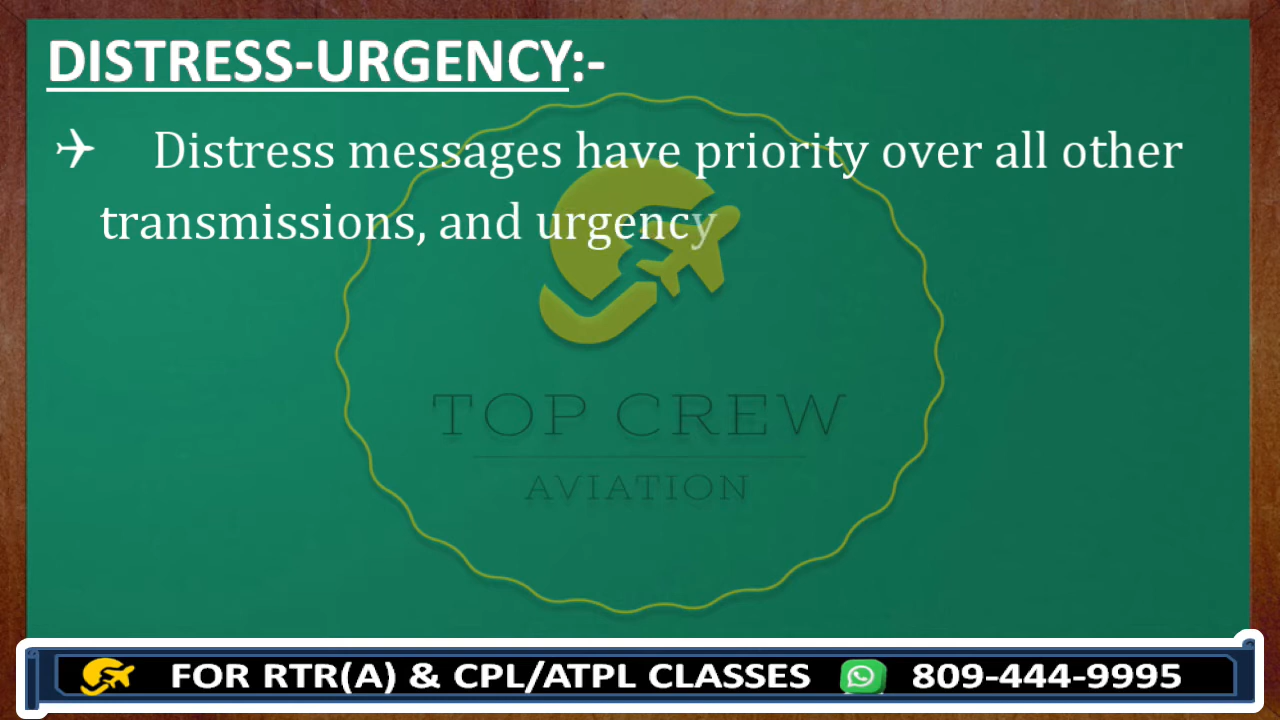 DISTRESS-URGENCY:-
✈ Distress messages have priority over all other
transmissions, and urgency
TOP CREW
AVIATION
FOR RTR(A) & CPL/ATPL CLASSES 809-444-9995